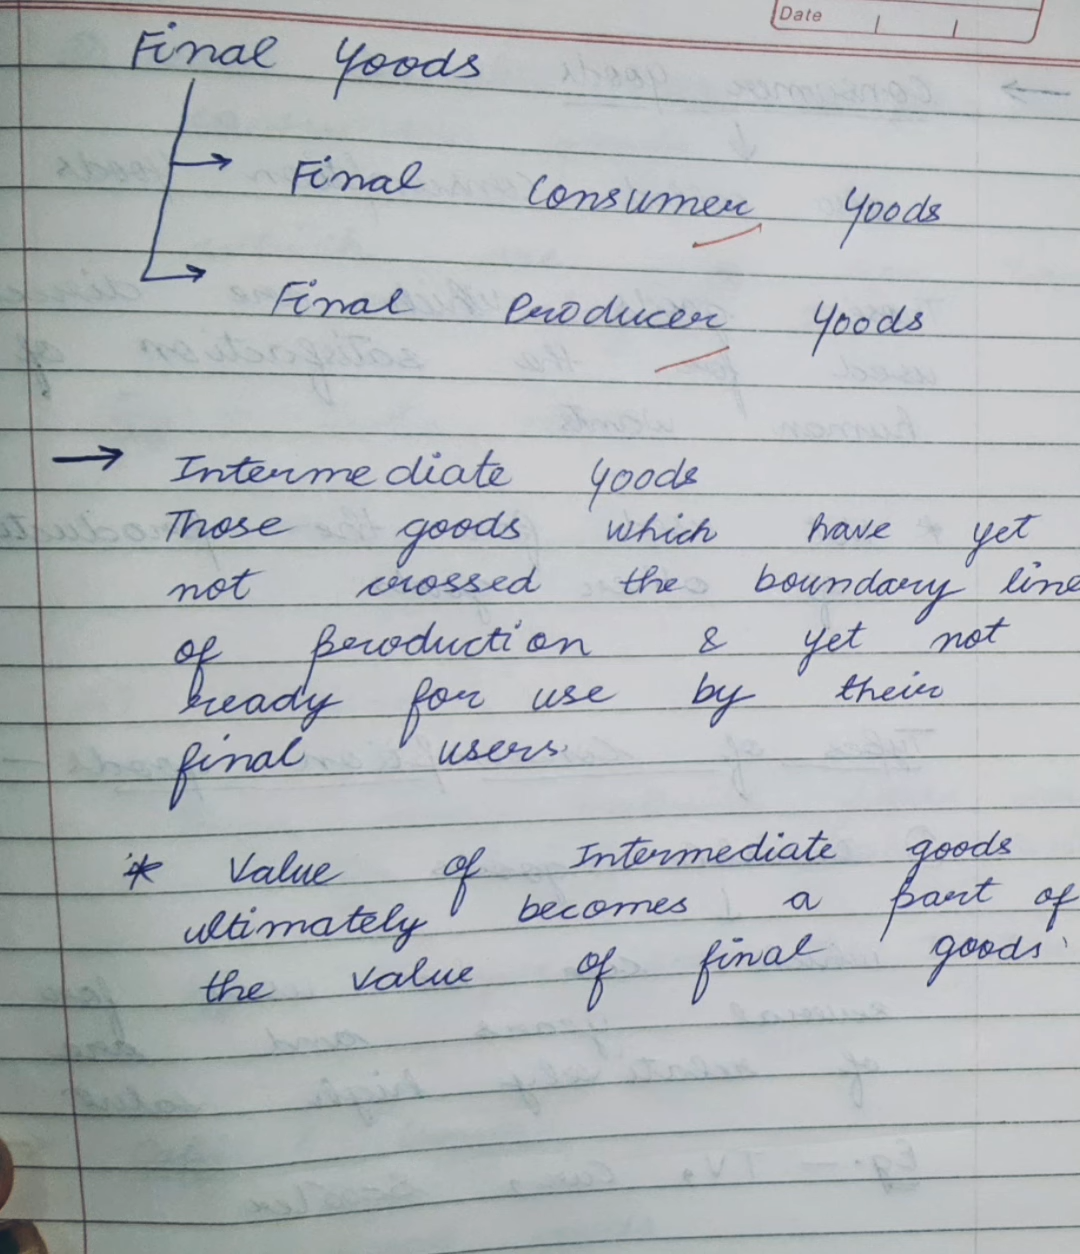 Date
Final Goods
→ Final Consumer Goods
→ Final Producer Goods
→ Intermediate Goods
Those goods which have yet
not crossed the boundary line
of production & yet not
ready for use by their
final users.
* Value of Intermediate goods
ultimately becomes a part of
the value of final goods.